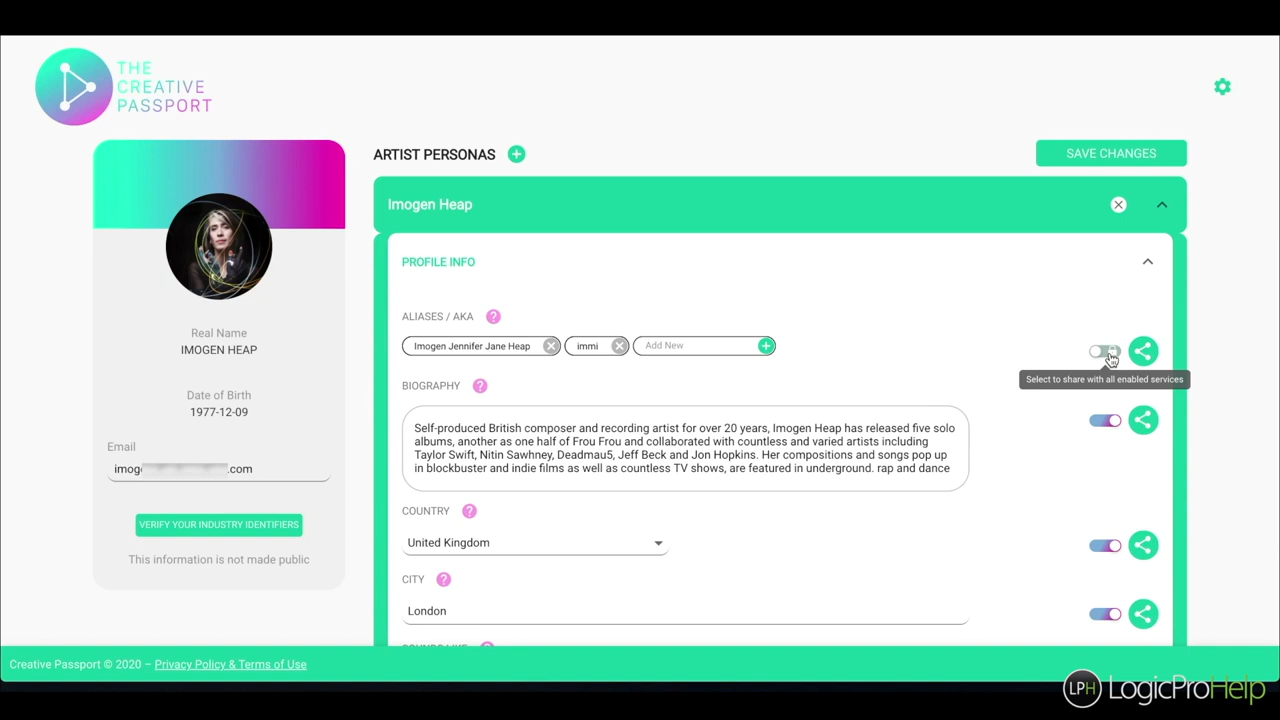 THE
CREATIVE
PASSPORT
ARTIST PERSONAS
SAVE CHANGES
Imogen Heap
PROFILE INFO
Real Name
IMOGEN HEAP
Date of Birth
1977-12-09
Email
imog .com
VERIFY YOUR INDUSTRY IDENTIFIERS
This information is not made public
ALIASES / AKA ?
Imogen Jennifer Jane Heap immi Add New
Select to share with all enabled services
BIOGRAPHY ?
Self-produced British composer and recording artist for over 20 years, Imogen Heap has released five solo
albums, another as one half of Frou Frou and collaborated with countless and varied artists including
Taylor Swift, Nitin Sawhney, Deadmau5, Jeff Beck and Jon Hopkins. Her compositions and songs pop up
in blockbuster and indie films as well as countless TV shows, are featured in underground. rap and dance
COUNTRY ?
United Kingdom
CITY ?
London
Creative Passport © 2020 – Privacy Policy & Terms of Use
LPH LogicProHelp